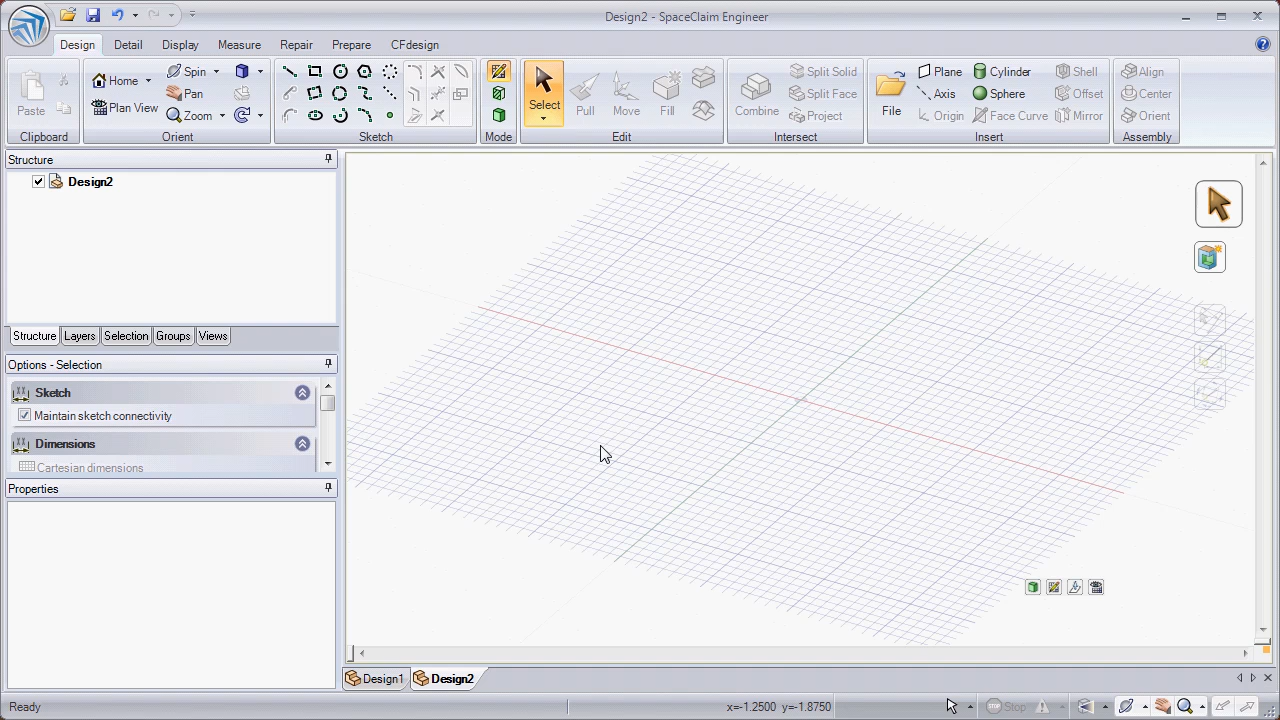 Design2 - SpaceClaim Engineer
Design Detail Display Measure Repair Prepare CFdesign
Paste
Clipboard
Home Spin
Plan View Pan
Zoom
Orient
Sketch
Mode
Select Pull Move Fill
Edit
Combine
Split Solid
Split Face
Project
Intersect
File
Plane Cylinder Shell
Axis Sphere Offset
Origin Face Curve Mirror
Insert
Align
Center
Orient
Assembly
Structure
Design2
Structure Layers Selection Groups Views
Options - Selection
Sketch
Maintain sketch connectivity
Dimensions
Cartesian dimensions
Properties
Design1 Design2
Ready
x=-1.2500 y=-1.8750
Stop